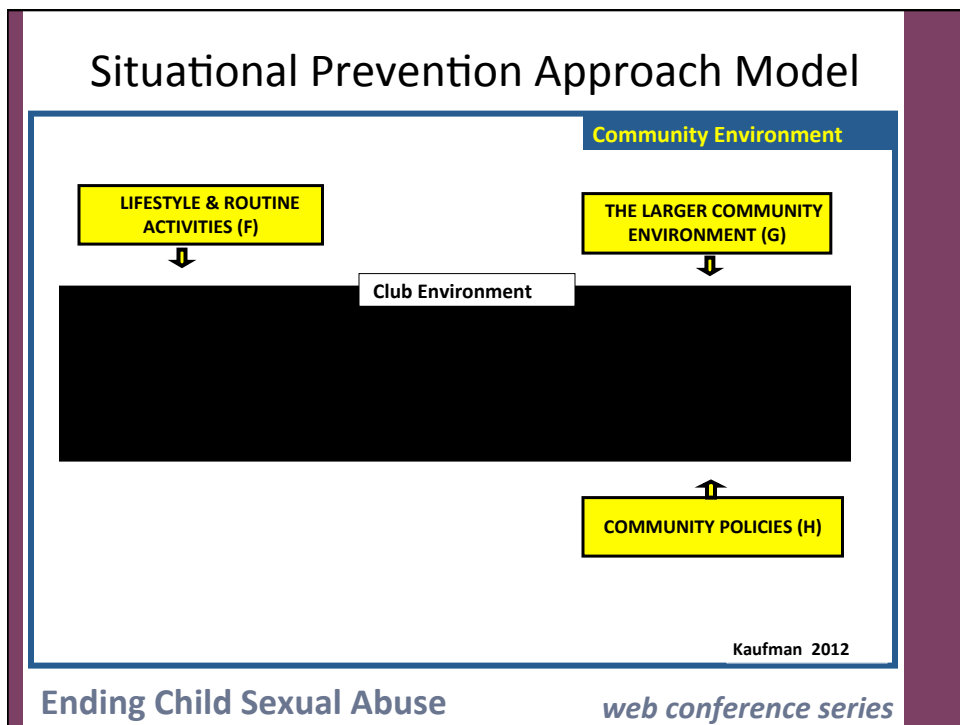 Situational Prevention Approach Model
Community Environment
LIFESTYLE & ROUTINE
ACTIVITIES (F)
THE LARGER COMMUNITY
ENVIRONMENT (G)
Club Environment
COMMUNITY POLICIES (H)
Kaufman 2012
Ending Child Sexual Abuse
web conference series